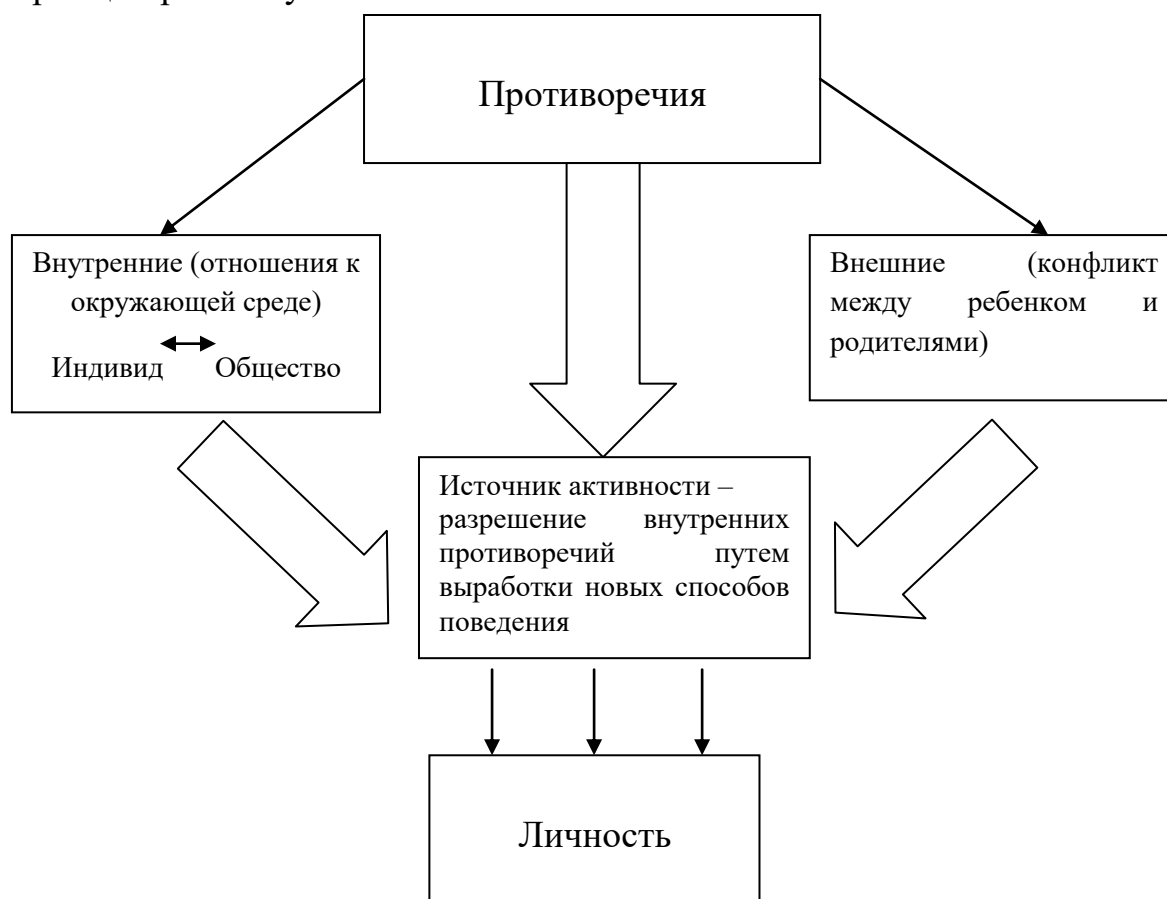 Противоречия
Внутренние (отношения к
окружающей среде)
Индивид Общество
Внешние (конфликт
между ребенком и
родителями)
Источник активности –
разрешение внутренних
противоречий путем
выработки новых способов
поведения
Личность